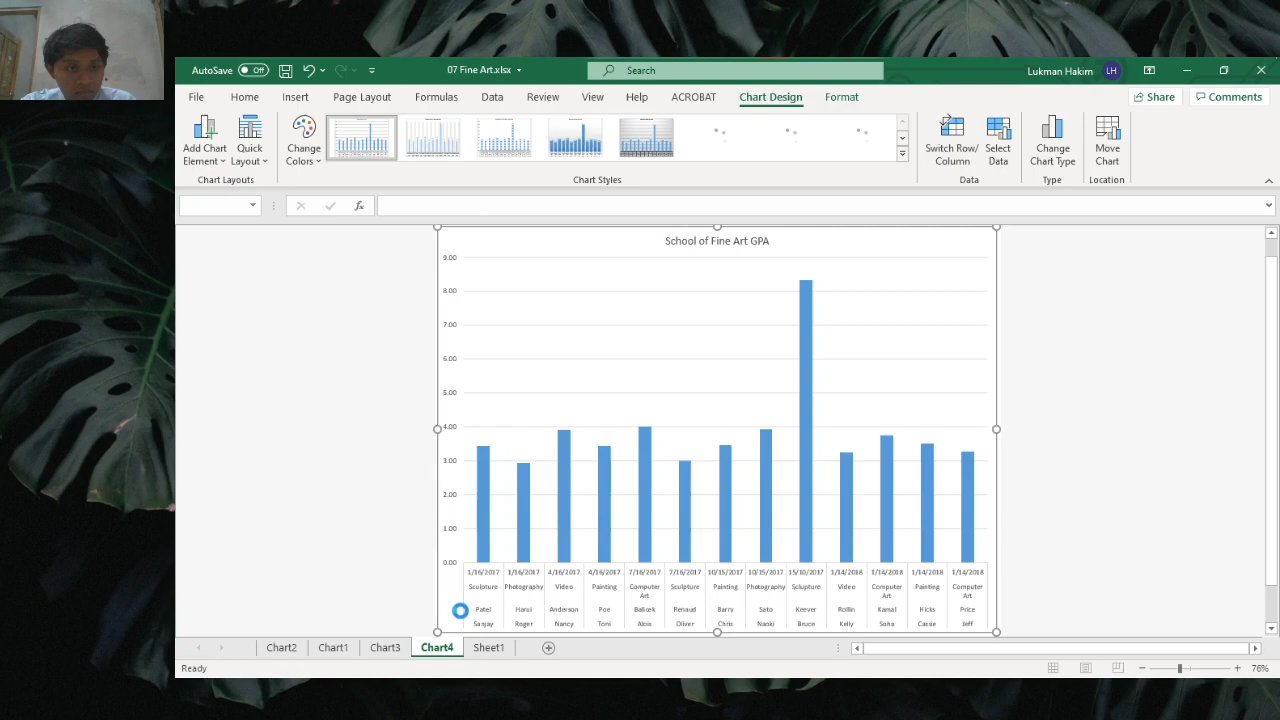 AutoSave Off 07 Fine Art.xlsx Search Lukman Hakim LH
File Home Insert Page Layout Formulas Data Review View Help ACROBAT Chart Design Format Share Comments
Add Chart Element Quick Layout Change Colors Switch Row/ Column Select Data Change Chart Type Move Chart
Chart Layouts Chart Styles Data Type Location
fx
School of Fine Art GPA
9.00
8.00
7.00
6.00
5.00
4.00
3.00
2.00
1.00
0.00
1/16/2017 1/16/2017 4/16/2017 4/16/2017 7/16/2017 7/16/2017 10/15/2017 10/15/2017 15/10/2017 1/14/2018 1/14/2018 1/14/2018 1/14/2018
Sculpture Photography Video Painting Computer Art Sculpture Painting Photography Sclupture Video Computer Art Painting Computer Art
Patel Harui Anderson Poe Balicek Renaud Barry Sato Keever Rollin Kamal Hicks Price
Sanjay Roger Nancy Toni Alois Oliver Chris Naoki Bruce Kelly Soha Cassie Jeff
Chart2 Chart1 Chart3 Chart4 Sheet1
Ready 76%